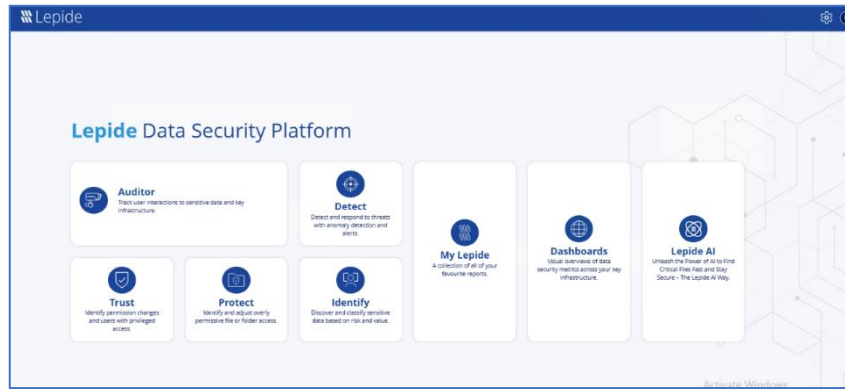 Lepide
Lepide Data Security Platform
Auditor
Track user interactions to sensitive data and key
infrastructure.
Detect
Detect and respond to threats
with anomaly detection and
alerts.
Trust
Identify permission changes
and users with privileged
access.
Protect
Identify and adjust overly
permissive file or folder access.
Identify
Discover and classify sensitive
data based on risk and value.
My Lepide
A collection of all of your
favourite reports.
Dashboards
Visual overviews of data
security metrics across your key
infrastructure.
Lepide AI
Unleash the Power of AI to Find
Critical Files Fast and Stay
Secure – The Lepide AI Way.
Activate Windows